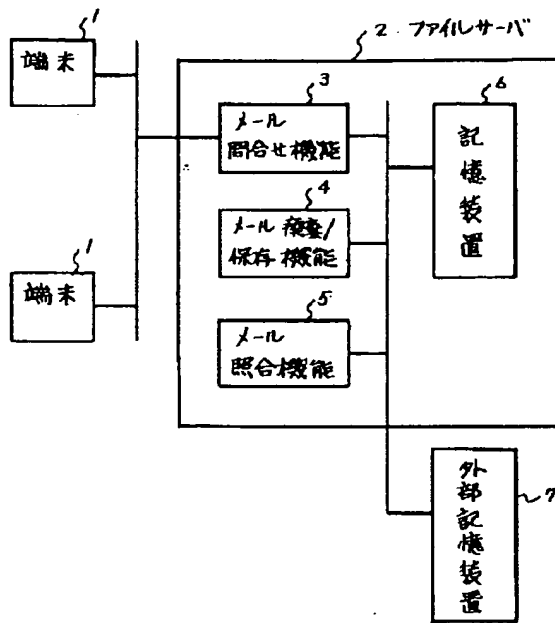 1
端末
2 ファイルサーバ
3
メール
問合せ機能
6
記憶装置
4
メール廃棄/
保存機能
1
端末
5
メール
照合機能
外部記憶装置
7